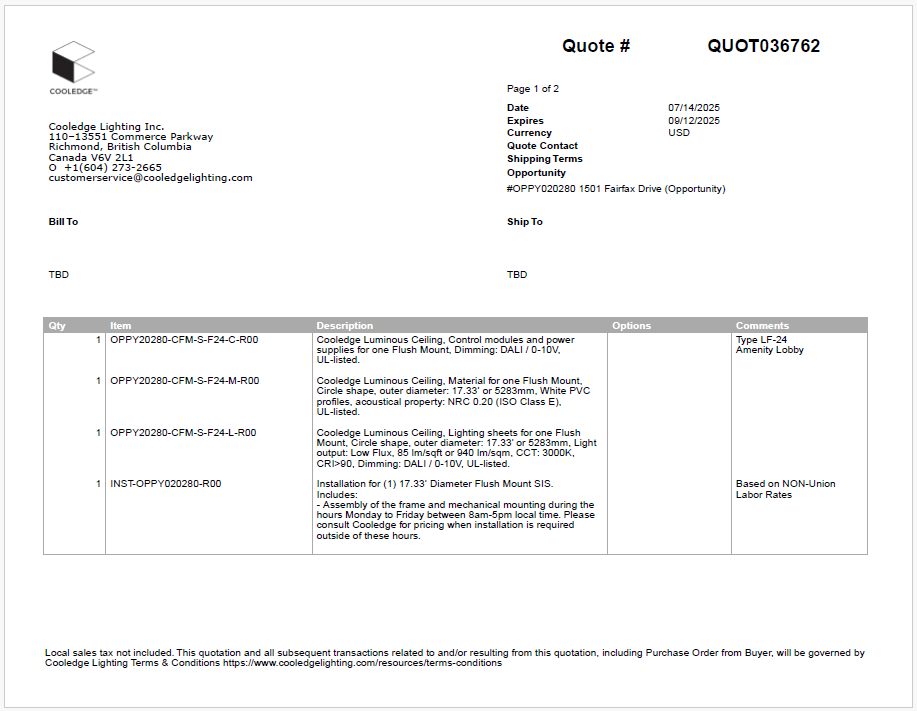 Quote # QUOT036762
COOLEDGE™
Page 1 of 2
Cooledge Lighting Inc.
110-13551 Commerce Parkway
Richmond, British Columbia
Canada V6V 2L1
O +1(604) 273-2665
customerservice@cooledgelighting.com
Date 07/14/2025
Expires 09/12/2025
Currency USD
Quote Contact
Shipping Terms
Opportunity
#OPPY020280 1501 Fairfax Drive (Opportunity)
Bill To
TBD
Ship To
TBD
Qty Item Description Options Comments
1 OPPY20280-CFM-S-F24-C-R00
Cooledge Luminous Ceiling, Control modules and power
supplies for one Flush Mount, Dimming: DALI / 0-10V,
UL-listed.
Type LF-24
Amenity Lobby
1 OPPY20280-CFM-S-F24-M-R00
Cooledge Luminous Ceiling, Material for one Flush Mount,
Circle shape, outer diameter: 17.33' or 5283mm, White PVC
profiles, acoustical property: NRC 0.20 (ISO Class E),
UL-listed.
1 OPPY20280-CFM-S-F24-L-R00
Cooledge Luminous Ceiling, Lighting sheets for one Flush
Mount, Circle shape, outer diameter: 17.33' or 5283mm, Light
output: Low Flux, 85 lm/sqft or 940 lm/sqm, CCT: 3000K,
CRI>90, Dimming: DALI / 0-10V, UL-listed.
1 INST-OPPY020280-R00
Installation for (1) 17.33' Diameter Flush Mount SIS.
Includes:
- Assembly of the frame and mechanical mounting during the
hours Monday to Friday between 8am-5pm local time. Please
consult Cooledge for pricing when installation is required
outside of these hours.
Based on NON-Union
Labor Rates
Local sales tax not included. This quotation and all subsequent transactions related to and/or resulting from this quotation, including Purchase Order from Buyer, will be governed by
Cooledge Lighting Terms & Conditions https://www.cooledgelighting.com/resources/terms-conditions